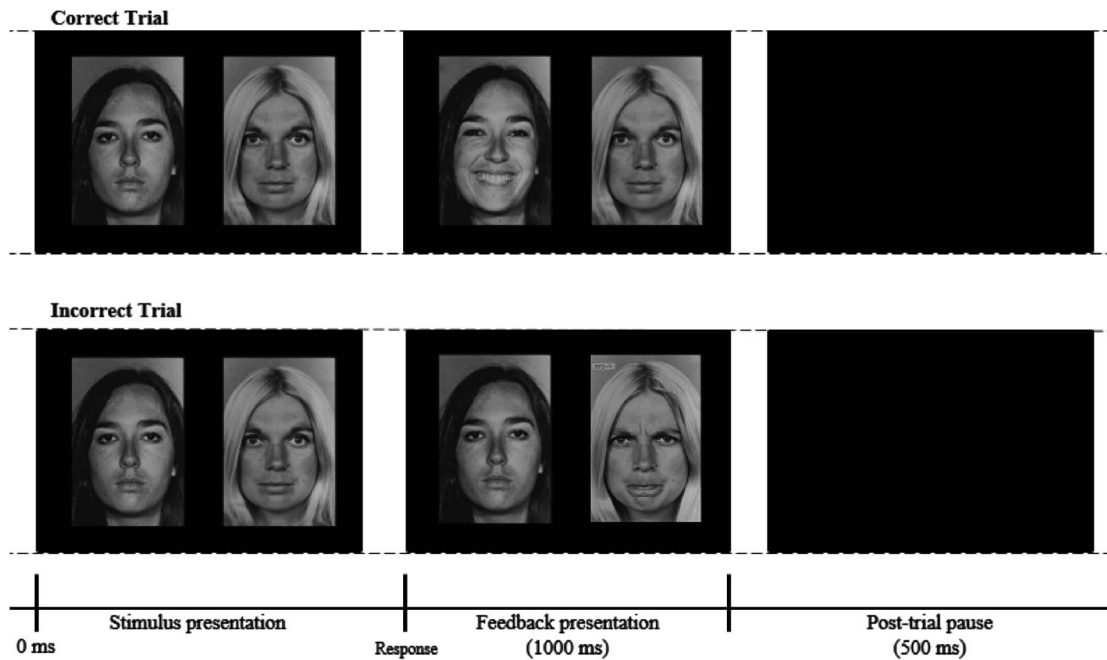 Correct Trial
Incorrect Trial
Stimulus presentation
Feedback presentation
Post-trial pause
0 ms
Response
(1000 ms)
(500 ms)